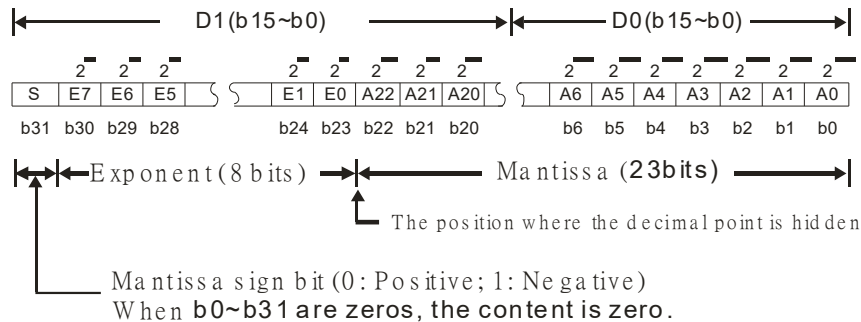 D1(b15~b0) D0(b15~b0)
2 2 2 2 2 2 2 2 2 2 2 2 2 2 2 2
S E7 E6 E5 E1 E0 A22 A21 A20 A6 A5 A4 A3 A2 A1 A0
b31 b30 b29 b28 b24 b23 b22 b21 b20 b6 b5 b4 b3 b2 b1 b0
Exponent(8 bits) Mantissa (23bits)
The position where the decimal point is hidden
Mantissa sign bit (0: Positive; 1: Negative)
When b0~b31 are zeros, the content is zero.